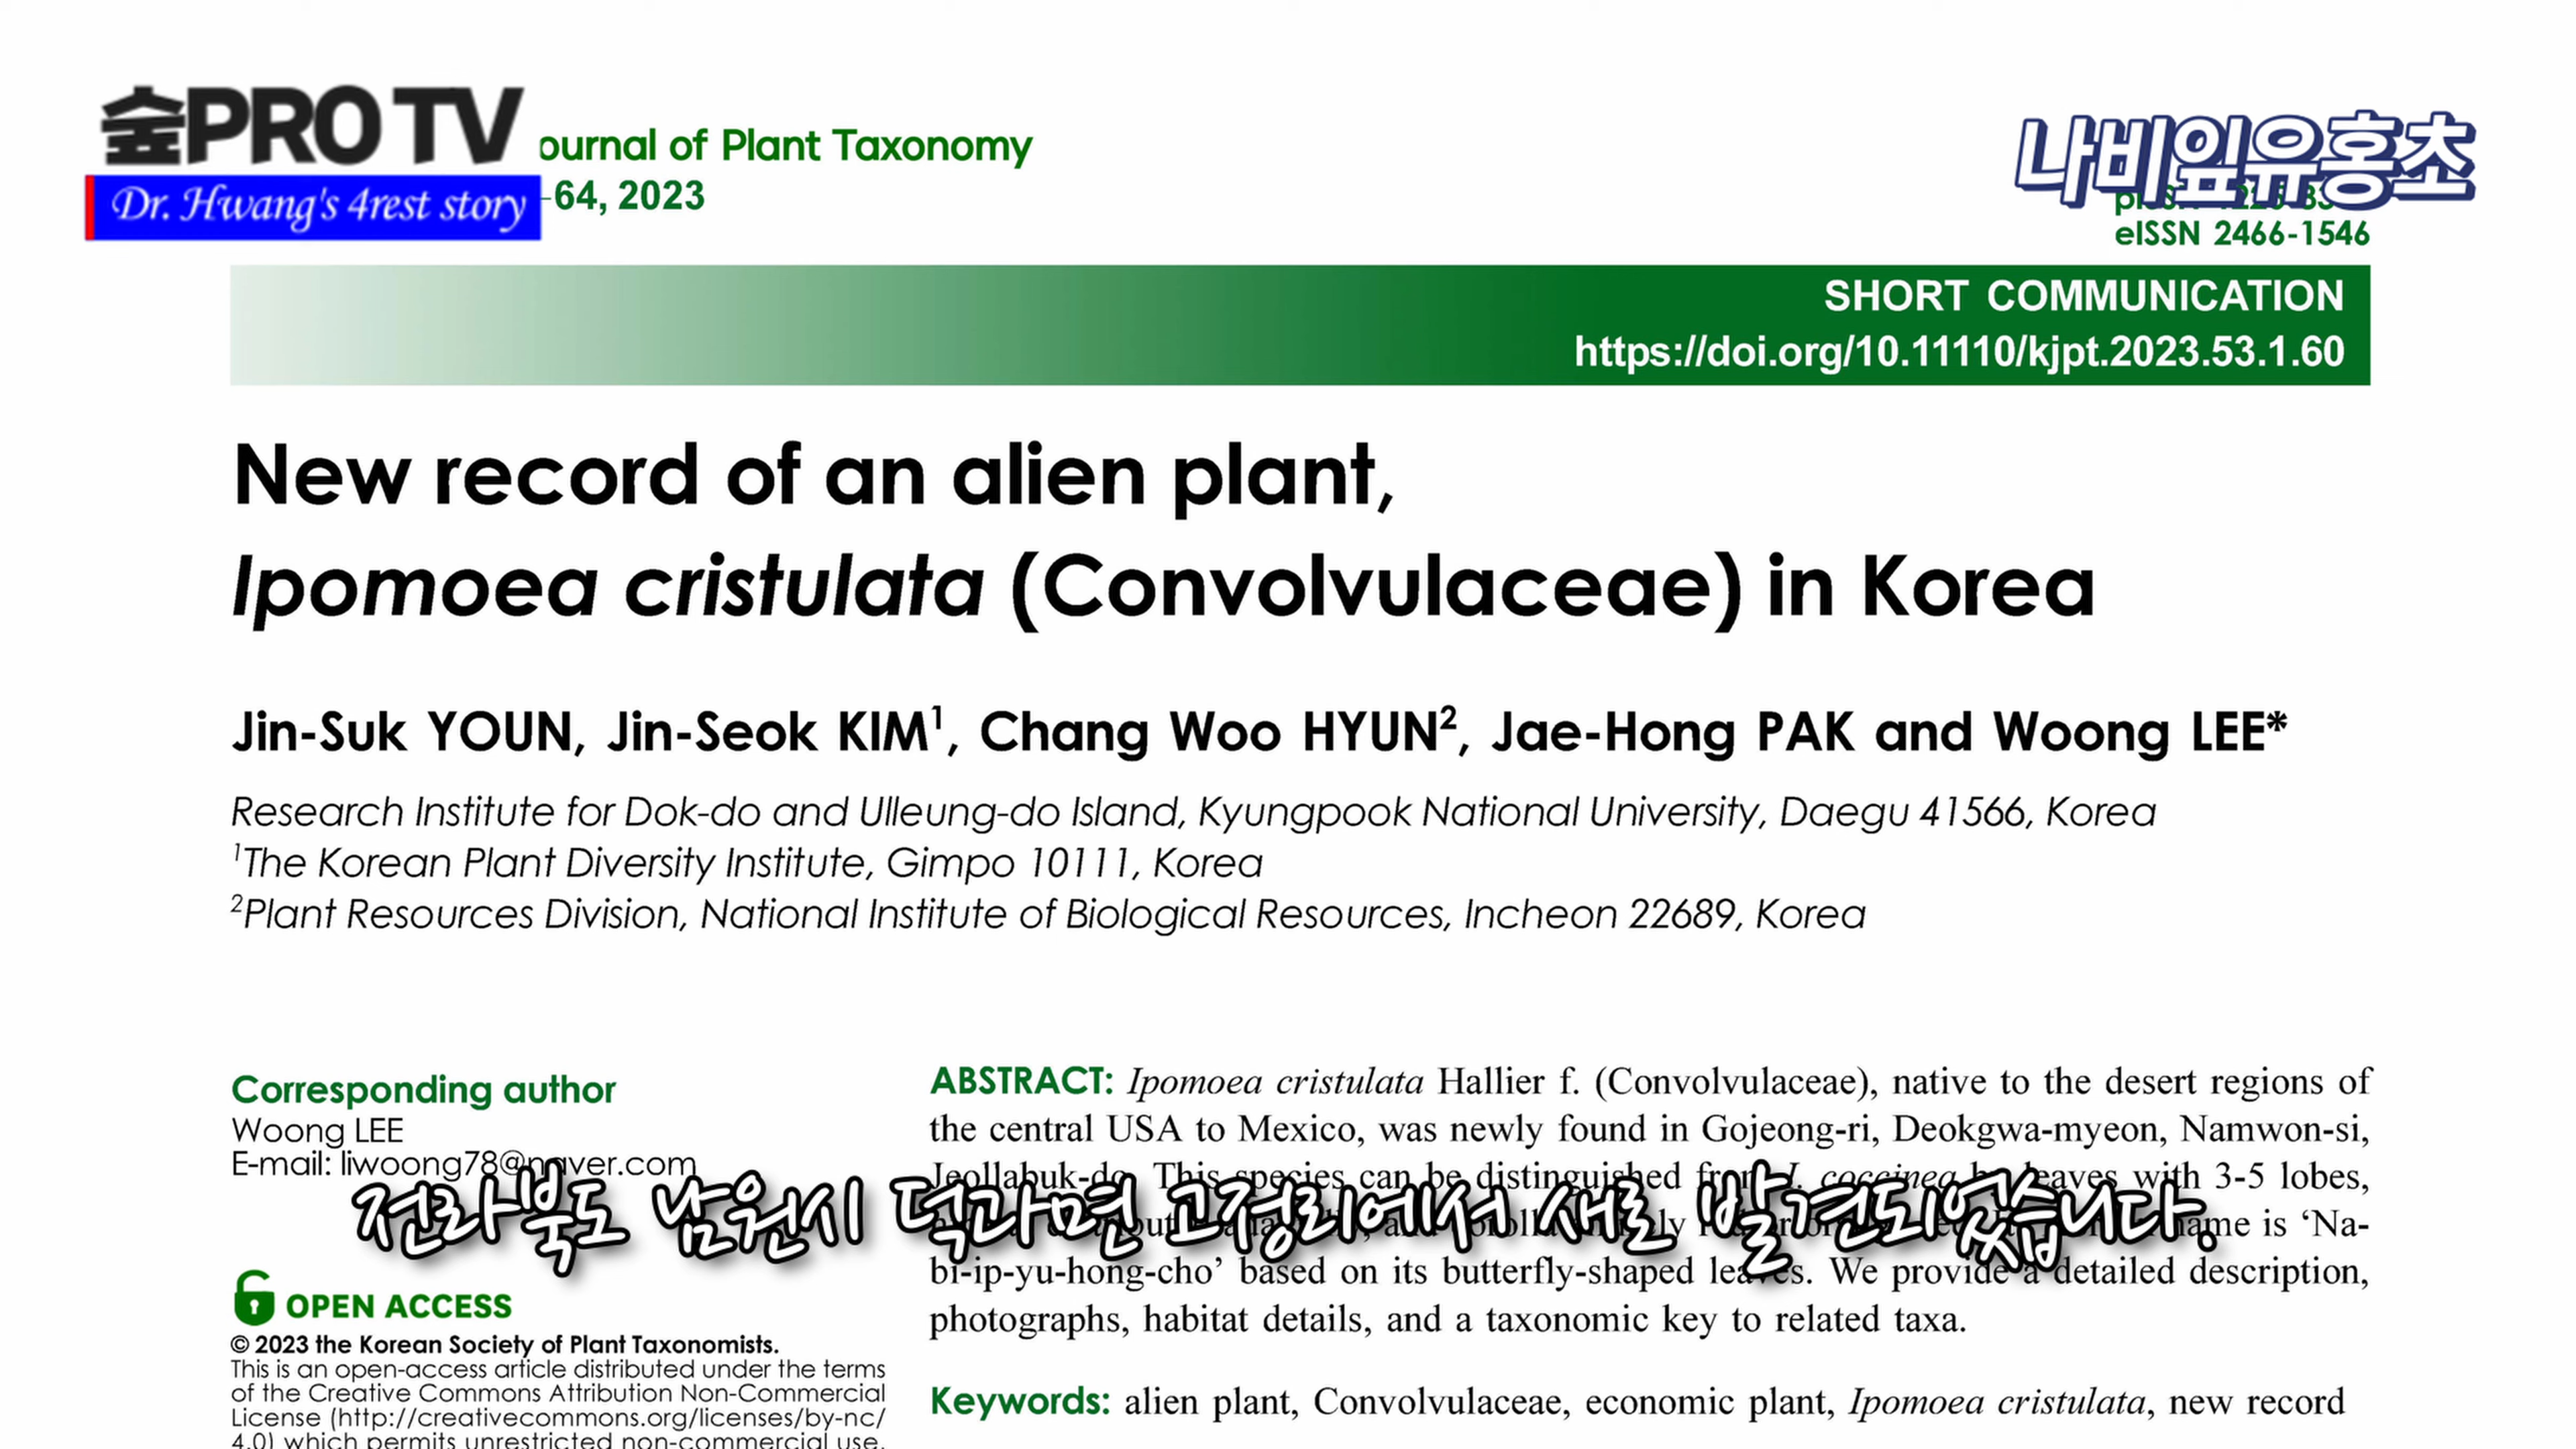 숲PRO TV
Dr. Hwang's 4rest story
ournal of Plant Taxonomy
-64, 2023
나비잎유홍초
eISSN 2466-1546
SHORT COMMUNICATION
https://doi.org/10.11110/kjpt.2023.53.1.60
New record of an alien plant,
Ipomoea cristulata (Convolvulaceae) in Korea
Jin-Suk YOUN, Jin-Seok KIM¹, Chang Woo HYUN², Jae-Hong PAK and Woong LEE*
Research Institute for Dok-do and Ulleung-do Island, Kyungpook National University, Daegu 41566, Korea
¹The Korean Plant Diversity Institute, Gimpo 10111, Korea
²Plant Resources Division, National Institute of Biological Resources, Incheon 22689, Korea
Corresponding author
Woong LEE
E-mail: liwoong78@naver.com
OPEN ACCESS
© 2023 the Korean Society of Plant Taxonomists.
This is an open-access article distributed under the terms
of the Creative Commons Attribution Non-Commercial
License (http://creativecommons.org/licenses/by-nc/
4.0) which permits unrestricted non-commercial use,
ABSTRACT: Ipomoea cristulata Hallier f. (Convolvulaceae), native to the desert regions of
the central USA to Mexico, was newly found in Gojeong-ri, Deokgwa-myeon, Namwon-si,
Jeollabuk-do. This species can be distinguished from I. coccinea by leaves with 3-5 lobes,
name is ‘Na-
bi-ip-yu-hong-cho’ based on its butterfly-shaped leaves. We provide a detailed description,
photographs, habitat details, and a taxonomic key to related taxa.
Keywords: alien plant, Convolvulaceae, economic plant, Ipomoea cristulata, new record
전라북도 남원시 덕과면 고정리에서 새로 발견되었습니다.